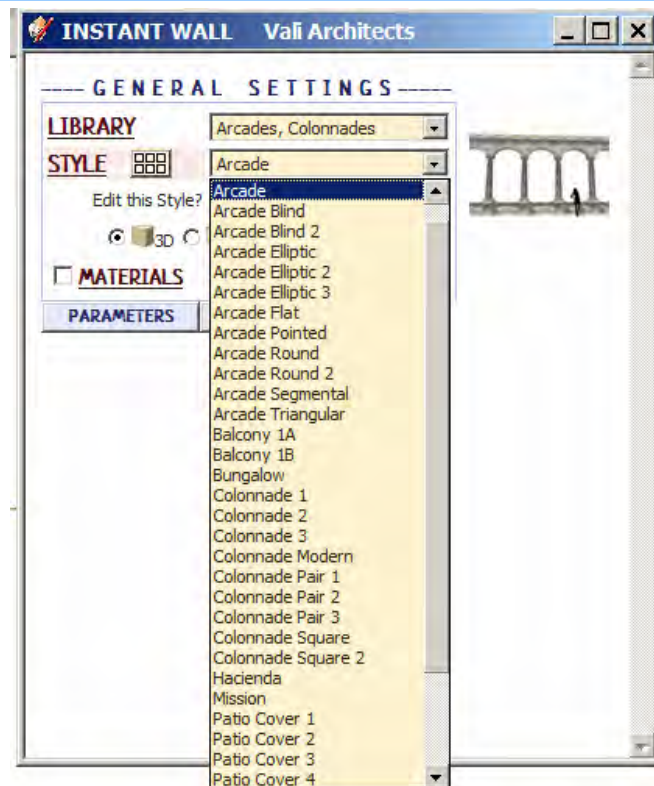 INSTANT WALL Vali Architects
---- GENERAL SETTINGS -----
LIBRARY Arcades, Colonnades
STYLE Arcade
Edit this Style?
3D
MATERIALS
PARAMETERS
Arcade
Arcade Blind
Arcade Blind 2
Arcade Elliptic
Arcade Elliptic 2
Arcade Elliptic 3
Arcade Flat
Arcade Pointed
Arcade Round
Arcade Round 2
Arcade Segmental
Arcade Triangular
Balcony 1A
Balcony 1B
Bungalow
Colonnade 1
Colonnade 2
Colonnade 3
Colonnade Modern
Colonnade Pair 1
Colonnade Pair 2
Colonnade Pair 3
Colonnade Square
Colonnade Square 2
Hacienda
Mission
Patio Cover 1
Patio Cover 2
Patio Cover 3
Patio Cover 4